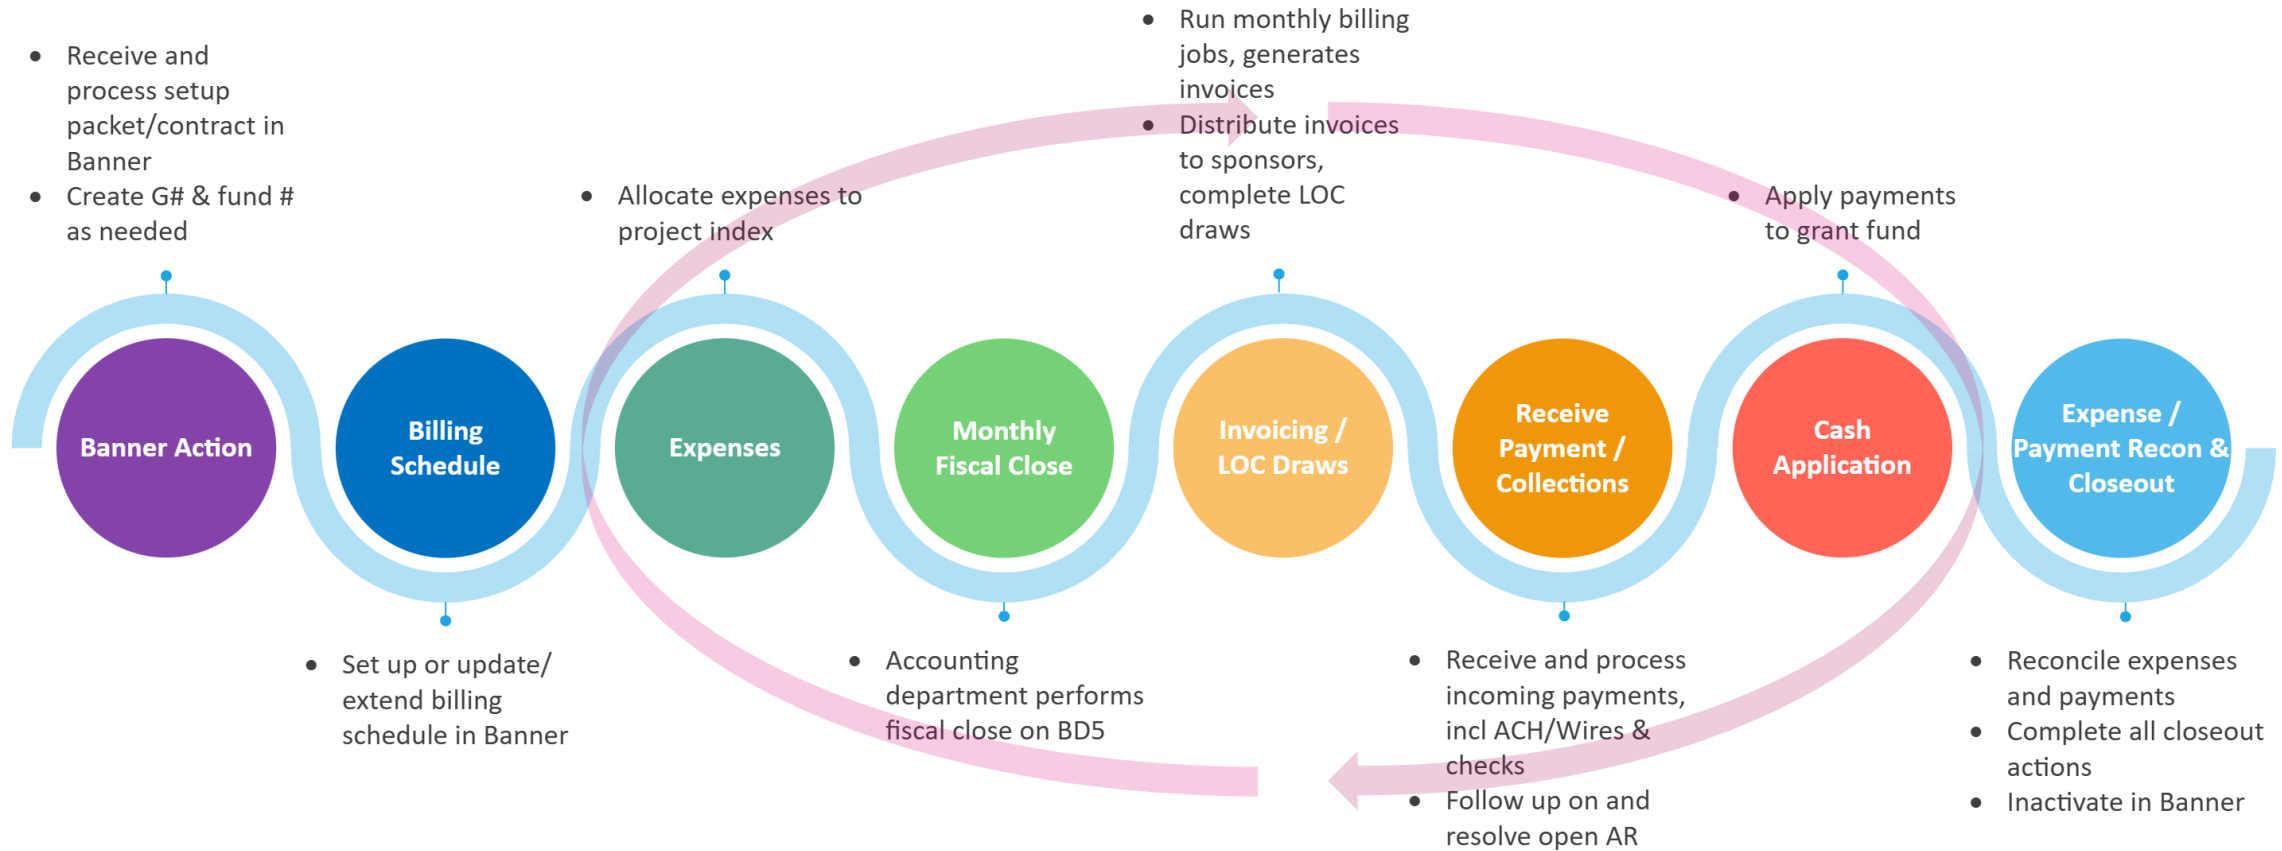 • Receive and
process setup
packet/contract in
Banner
• Create G# & fund #
as needed
• Allocate expenses to
project index
• Run monthly billing
jobs, generates
invoices
• Distribute invoices
to sponsors,
complete LOC
draws
• Apply payments
to grant fund
Banner Action
Billing
Schedule
Expenses
Monthly
Fiscal Close
Invoicing /
LOC Draws
Receive
Payment /
Collections
Cash
Application
Expense /
Payment Recon &
Closeout
• Set up or update/
extend billing
schedule in Banner
• Accounting
department performs
fiscal close on BD5
• Receive and process
incoming payments,
incl ACH/Wires &
checks
• Follow up on and
resolve open AR
• Reconcile expenses
and payments
• Complete all closeout
actions
• Inactivate in Banner